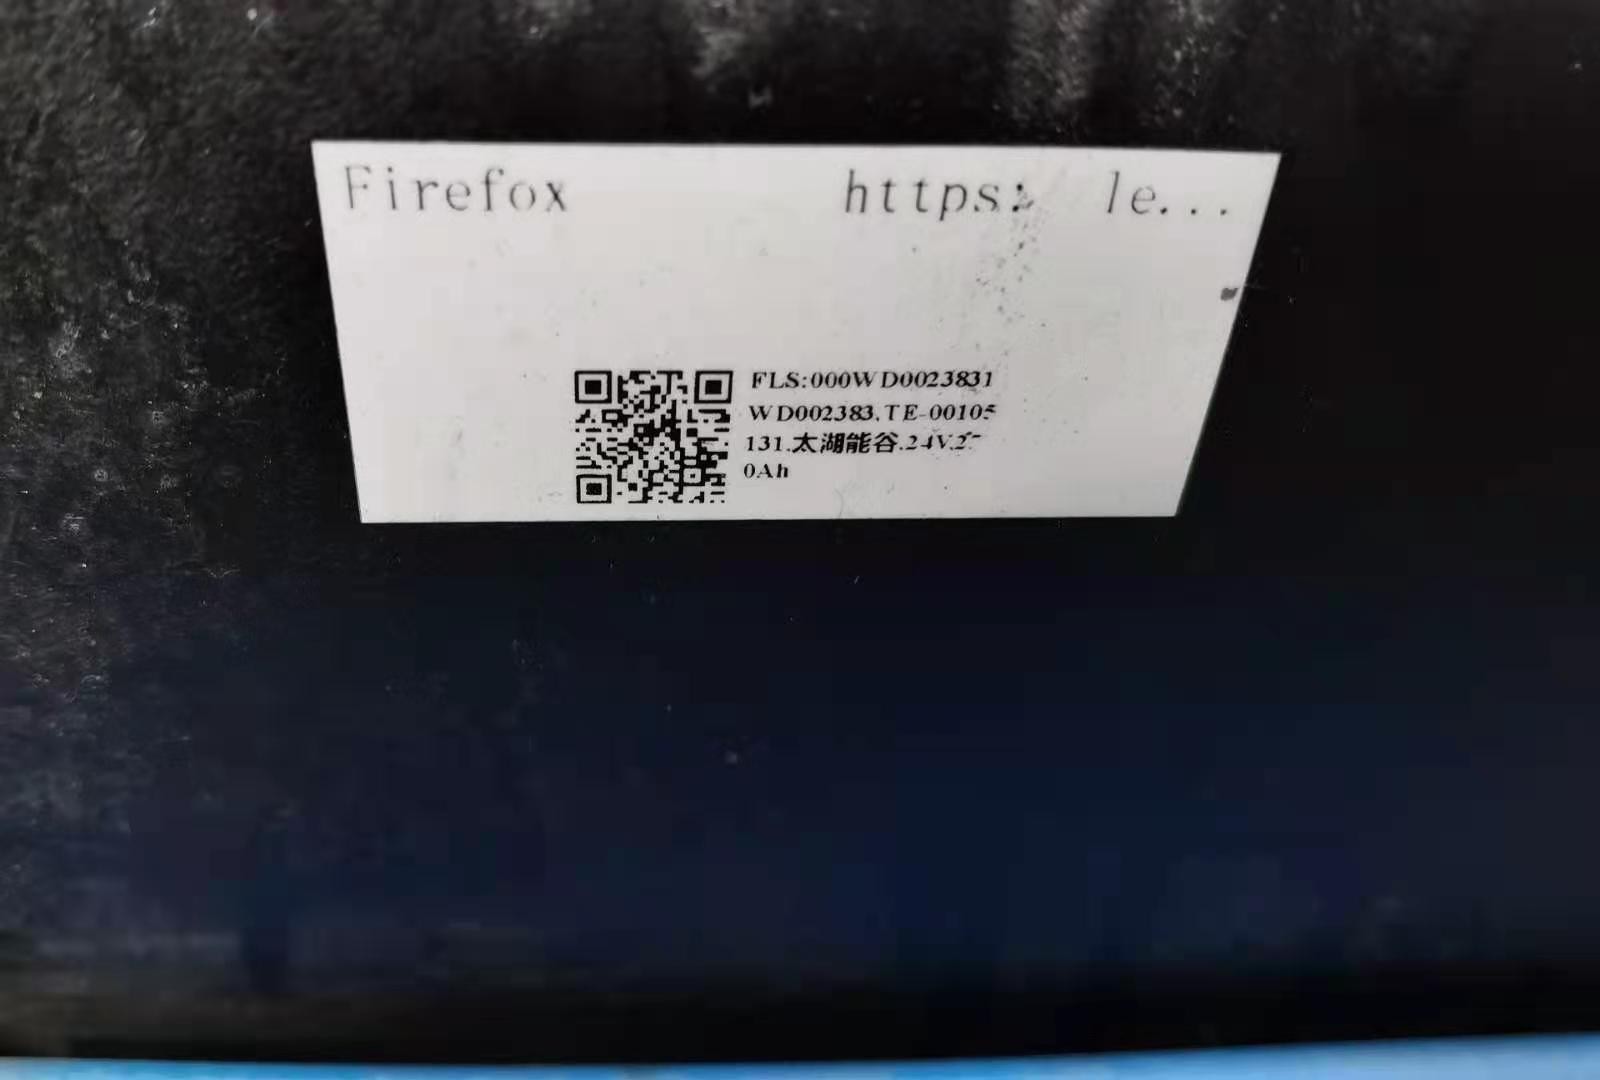 Firefox https: le...
FLS:000WD0023831
WD002383.TE-00105
131.太湖能谷.24V.2
0Ah